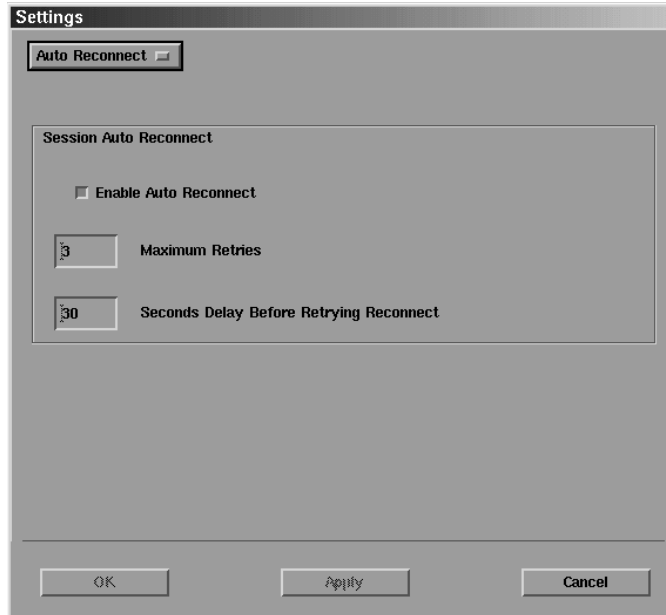 Settings
Auto Reconnect
Session Auto Reconnect
Enable Auto Reconnect
3 Maximum Retries
30 Seconds Delay Before Retrying Reconnect
OK Apply Cancel